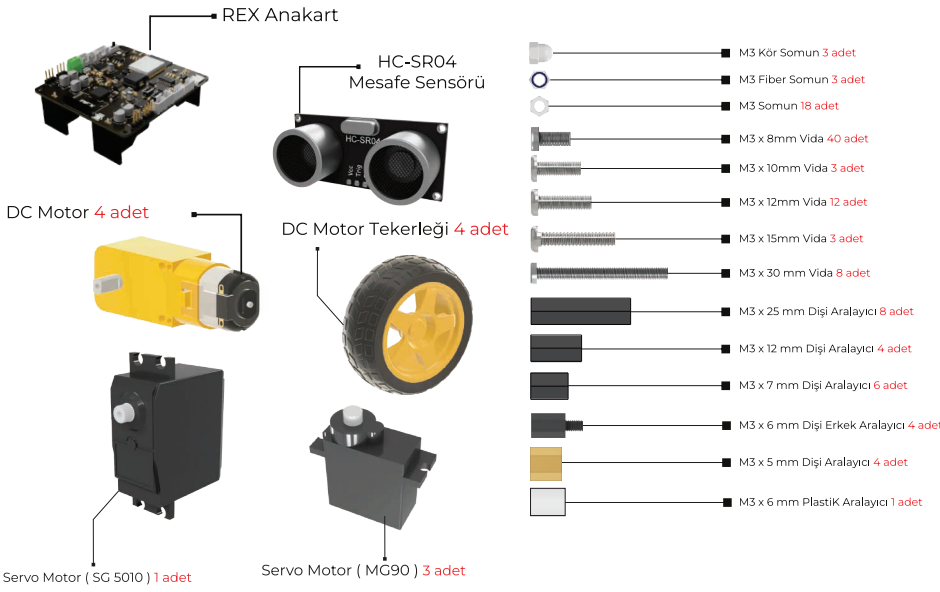 REX Anakart
HC-SR04
Mesafe Sensörü
HC-SR04
Vcc
Trig
DC Motor 4 adet
DC Motor Tekerleği 4 adet
Servo Motor ( SG 5010 ) 1 adet
Servo Motor ( MG90 ) 3 adet
M3 Kör Somun 3 adet
M3 Fiber Somun 3 adet
M3 Somun 18 adet
M3 x 8mm Vida 40 adet
M3 x 10mm Vida 3 adet
M3 x 12mm Vida 12 adet
M3 x 15mm Vida 3 adet
M3 x 30 mm Vida 8 adet
M3 x 25 mm Dişi Aralayıcı 8 adet
M3 x 12 mm Dişi Aralayıcı 4 adet
M3 x 7 mm Dişi Aralayıcı 6 adet
M3 x 6 mm Dişi Erkek Aralayıcı 4 adet
M3 x 5 mm Dişi Aralayıcı 4 adet
M3 x 6 mm PlastiK Aralayıcı 1 adet